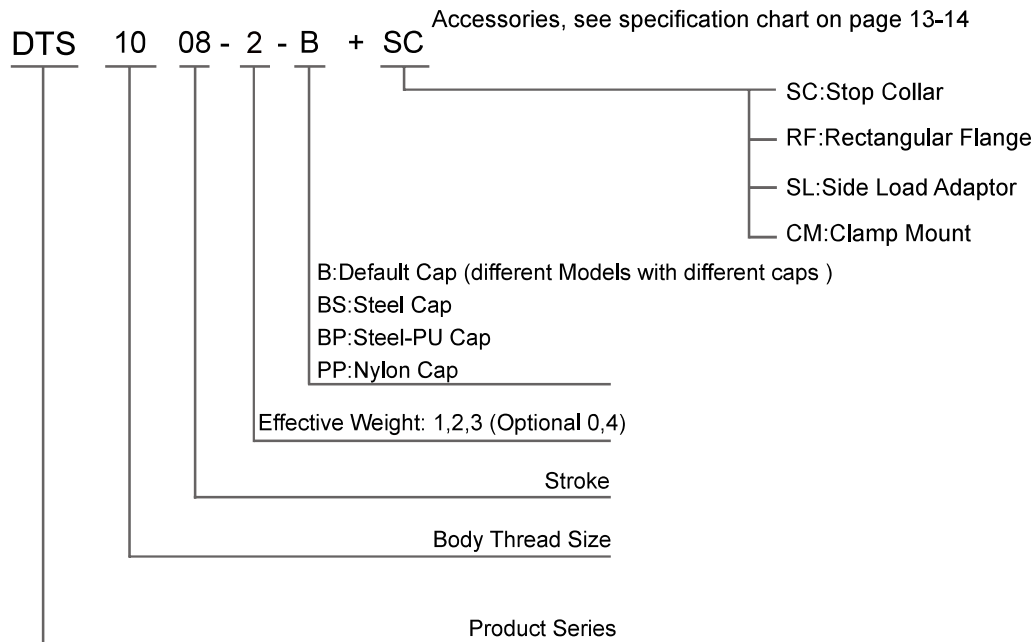 Accessories, see specification chart on page 13-14
DTS 10 08 - 2 - B + SC
SC:Stop Collar
RF:Rectangular Flange
SL:Side Load Adaptor
CM:Clamp Mount
B:Default Cap (different Models with different caps )
BS:Steel Cap
BP:Steel-PU Cap
PP:Nylon Cap
Effective Weight: 1,2,3 (Optional 0,4)
Stroke
Body Thread Size
Product Series